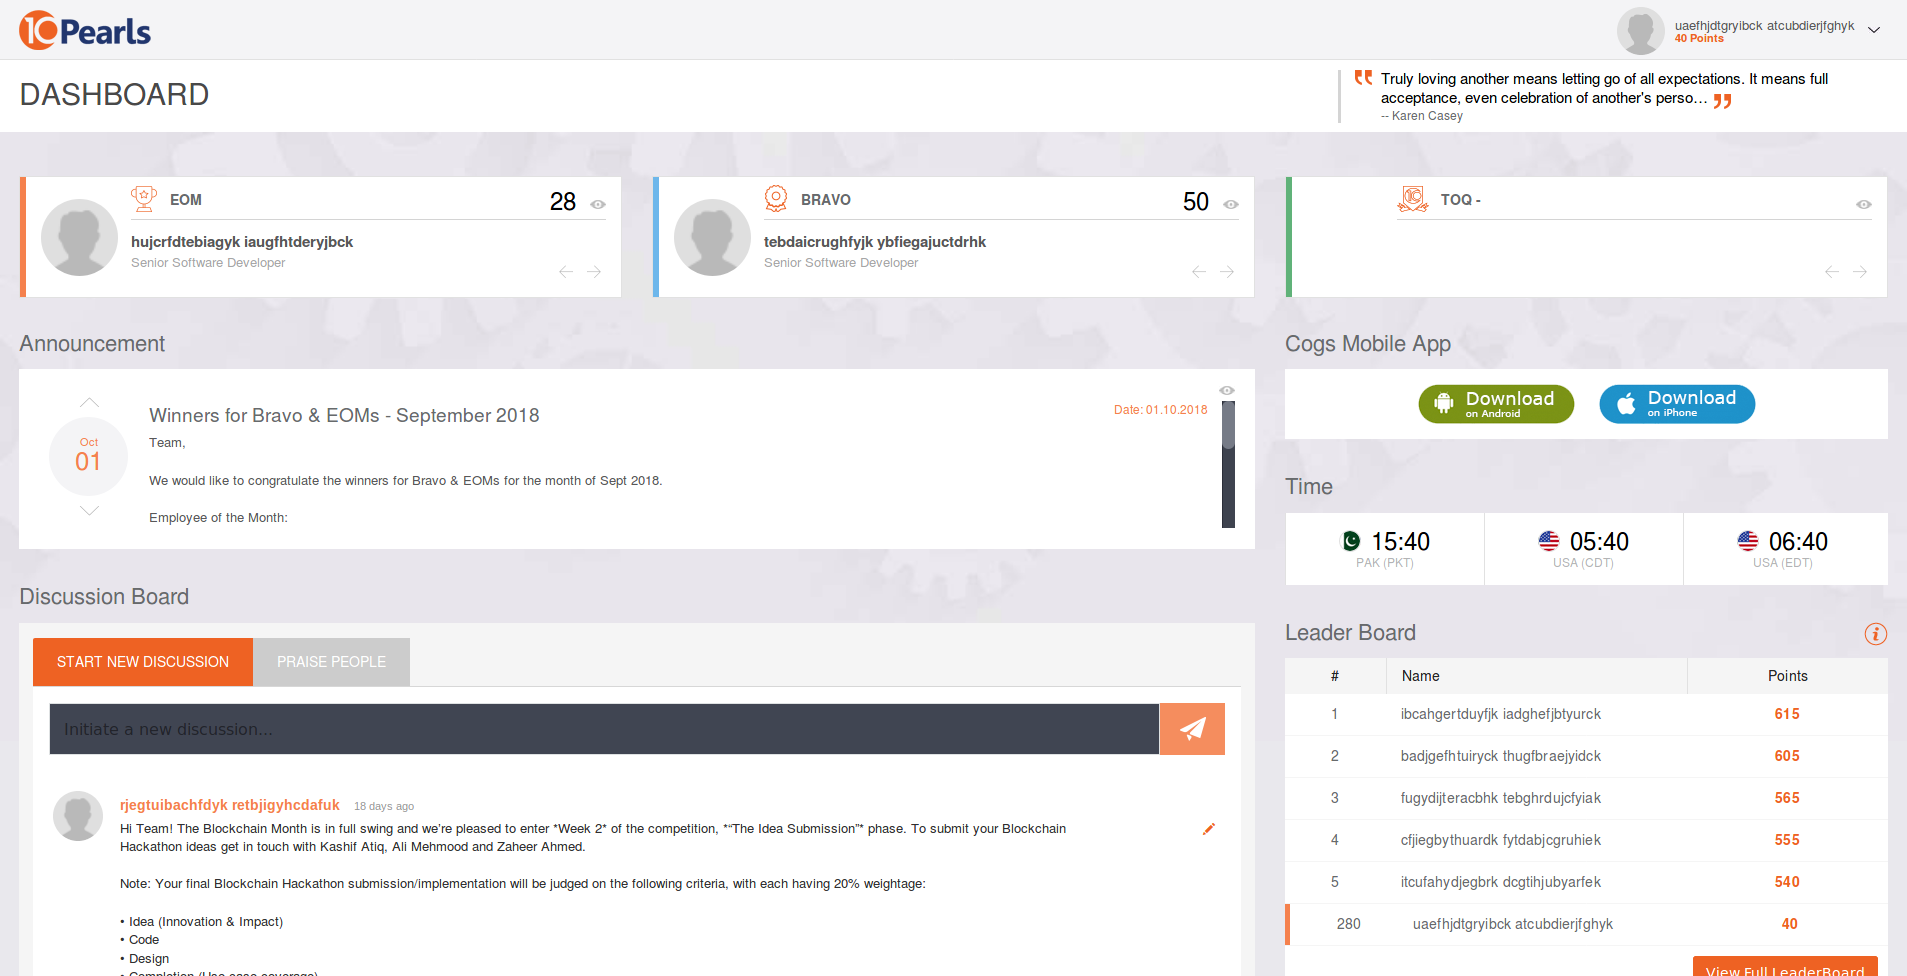 10Pearls
uaefhjdtgryibck atcubdierjfghyk
40 Points
DASHBOARD
Truly loving another means letting go of all expectations. It means full
acceptance, even celebration of another's perso…
-- Karen Casey
EOM
28
hujcrfdtebiagyk iaugfhtderyjbck
Senior Software Developer
BRAVO
50
tebdaicrughfyjk ybfiegajuctdrhk
Senior Software Developer
TOQ -
Announcement
Oct
01
Winners for Bravo & EOMs - September 2018
Date: 01.10.2018
Team,
We would like to congratulate the winners for Bravo & EOMs for the month of Sept 2018.
Employee of the Month:
Cogs Mobile App
Download
on Android
Download
on iPhone
Time
15:40
PAK (PKT)
05:40
USA (CDT)
06:40
USA (EDT)
Discussion Board
START NEW DISCUSSION
PRAISE PEOPLE
Initiate a new discussion...
rjegtuibachfdyk retbjigyhcdafuk 18 days ago
Hi Team! The Blockchain Month is in full swing and we're pleased to enter *Week 2* of the competition, *“The Idea Submission”* phase. To submit your Blockchain
Hackathon ideas get in touch with Kashif Atiq, Ali Mehmood and Zaheer Ahmed.
Note: Your final Blockchain Hackathon submission/implementation will be judged on the following criteria, with each having 20% weightage:
• Idea (Innovation & Impact)
• Code
• Design
• Completion (Use case coverage)
Leader Board
# Name Points
1 ibcahgertduyfjk iadghefjbtyurck 615
2 badjgefhtuiryck thugfbraejyidck 605
3 fugydijteracbhk tebghrdujcfyiak 565
4 cfjiegbythuardk fytdabjcgruhiek 555
5 itcufahydjegbrk dcgtihjubyarfek 540
280 uaefhjdtgryibck atcubdierjfghyk 40
View Full LeaderBoard